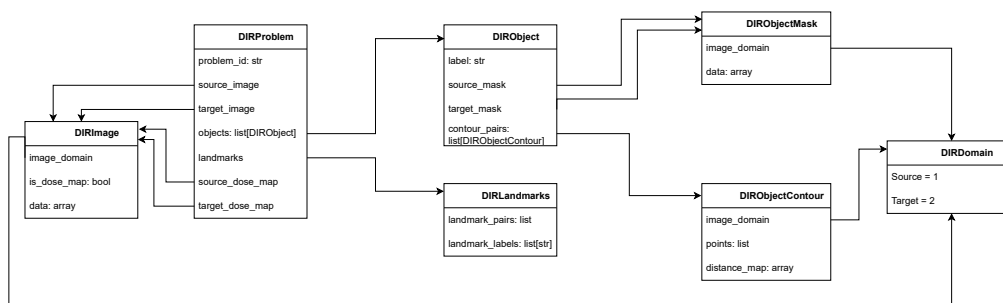 DIRProblem
problem_id: str
source_image
target_image
objects: list[DIRObject]
landmarks
source_dose_map
target_dose_map
DIRImage
image_domain
is_dose_map: bool
data: array
DIRObject
label: str
source_mask
target_mask
contour_pairs:
list[DIRObjectContour]
DIRLandmarks
landmark_pairs: list
landmark_labels: list[str]
DIRObjectMask
image_domain
data: array
DIRObjectContour
image_domain
points: list
distance_map: array
DIRDomain
Source = 1
Target = 2